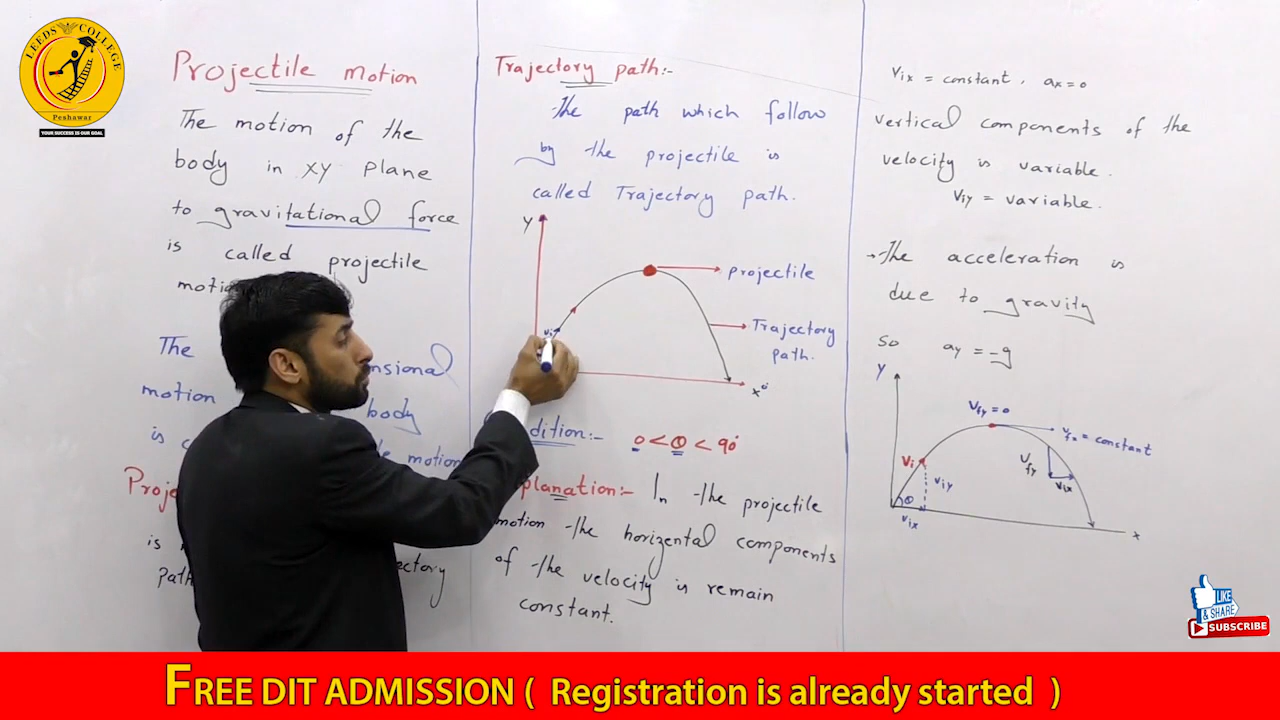 LEEDS COLLEGE
Peshawar
YOUR SUCCESS IS OUR GOAL
Projectile motion
The motion of the
body in XY plane
to gravitational force
is called projectile
The
motion body
is motion
is
Trajectory path:-
The path which follow
by the projectile is
called Trajectory path.
Y
projectile
Trajectory
path.
Vi
X
0 < θ < 90°
:- In the projectile
motion the horizental components
of the velocity is remain
constant.
Vix = constant, ax=0
vertical components of the
velocity is variable.
Viy = variable.
→ The acceleration is
due to gravity
so ay = -g
Y
Vfy=0
Vfx = constant
Vi
Viy
Vfy
Vix
θ
Vix
X
LIKE
& SHARE
SUBSCRIBE
FREE DIT ADMISSION ( Registration is already started )